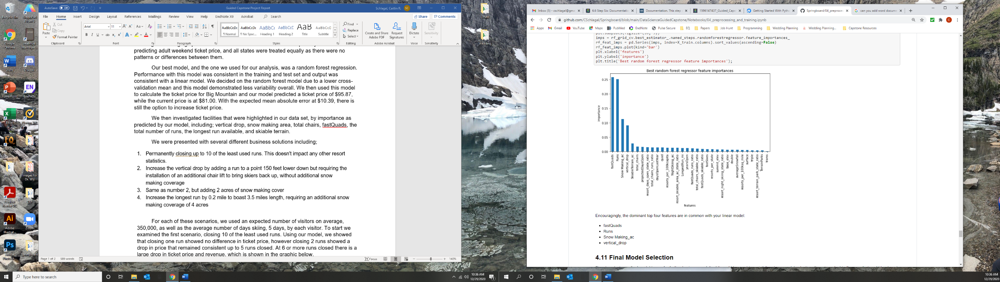 AutoSave Off
Guided Capstone Project Report
Schlagal, Caitlin R. SC
File Home Insert Design Layout References Mailings Review View Help EndNote X9 Acrobat Search
Share Comments
Paste
Cut
Copy
Format Painter
Clipboard
Arial 11
Font
Paragraph
AaBbCcDc AaBbCcDc AaBbCc AaBbCcC AaB AaBbCcD
¶ Normal ¶ No Spac... Heading 1 Heading 2 Title Subtitle
Styles
Find
Replace
Select
Editing
Create and Share Adobe PDF
Request Signatures
Adobe Acrobat
Dictate
Voice
Sensitivity
Sensitivity
predicting adult weekend ticket price, and all states were treated equally as there were no
patterns or differences between them.
Our best model, and the one we used for our analysis, was a random forest regression.
Performance with this model was consistent in the training and test set and output was
consistent with a linear model. We decided on the random forest model due to a lower cross-
validation mean and this model demonstrated less variability overall. We then used this model
to calculate the ticket price for Big Mountain and our model predicted a ticket price of $95.87,
while the current price is at $81.00. With the expected mean absolute error at $10.39, there is
still the option to increase ticket price.
We then investigated facilities that were highlighted in our data set, by importance as
predicted by our model, including; vertical drop, snow making area, total chairs, fastQuads, the
total number of runs, the longest run available, and skiable terrain.
We were presented with several different business solutions including;
1. Permanently closing up to 10 of the least used runs. This doesn't impact any other resort
statistics.
2. Increase the vertical drop by adding a run to a point 150 feet lower down but requiring the
installation of an additional chair lift to bring skiers back up, without additional snow
making coverage
3. Same as number 2, but adding 2 acres of snow making cover
4. Increase the longest run by 0.2 mile to boast 3.5 miles length, requiring an additional snow
making coverage of 4 acres
For each of these scenarios, we used an expected number of visitors on average,
350,000, as well as the average number of days skiing, 5 days, by each visitor. To start we
examined the first scenario, closing 10 of the least used runs. Using our model, we showed
that closing one run showed no difference in ticket price, however closing 2 runs showed a
drop in price that remained consistent up to 5 runs closed. At 6 or more runs closed there is a
large drop in ticket price and revenue, which is shown in the graphic below.
Page 1 of 2 589 words
Focus
140%
Recycle Bin
GraphPad Prism 9
Google Chrome
realMyst Masterpie...
Word
Discord
PowerPoint
EndNote
Excel
EverQuest
Job Hunt
MySEQ
Images for Dr. Wu
Acrobat Reader DC
DEF
Adobe Illustrat...
Zoom
Adobe Photosh...
Springboard
UTMB
Wedding
Inbox (5) - cschlagal@gma
6.6 Step Six: Documentatio
Documentation. This step
1596147437_Guided_Caps
Getting Started With Pytho
Springboard/04_preproces
can you add word docume
github.com/CSchlagal/Springboard/blob/main/DataScienceGuidedCapstone/Notebooks/04_preprocessing_and_training.ipynb
Apps Gmail YouTube Maps PubMed EndNote Pulse Secure EQ Papers Job Hunt Programming Wedding Planning Wedding Planning... Capstone Resources
imps = rf_grid_cv.best_estimator_.named_steps.randomforestregressor.feature_importances_
rf_feat_imps = pd.Series(imps, index=X_train.columns).sort_values(ascending=False)
rf_feat_imps.plot(kind='bar')
plt.xlabel('features')
plt.ylabel('importance')
plt.title('Best random forest regressor feature importances');
Best random forest regressor feature importances
importance
0.25
0.20
0.15
0.10
0.05
0.00
fastQuads
Runs
Snow Making_ac
vertical_drop
SkiableTerrain_ac
total_chairs
projectedDaysOpen
resort_days_open_state_ratio
total_chairs_runs_ratio
daysOpenLastYear
quad
resorts_per_100kcapita
NightSkiing_ac
resort_skiable_area_ac_state_ratio
LongestRun_mi
yearsOpen
fastQuads_runs_ratio
total_chairs_skiable_ratio
fastQuads_skiable_ratio
fastSixes
resorts_per_state
summit_elev
resort_night_skiing_state_ratio
base_elev
double
averageSnowfall
resorts_per_100ksq_mile
surface
triple
resort_terrain_park_state_ratio
TerrainParks
trams
features
Encouragingly, the dominant top four features are in common with your linear model:
• fastQuads
• Runs
• Snow Making_ac
• vertical_drop
4.11 Final Model Selection
Type here to search
10:36 AM
12/29/2020
10:36 AM
12/29/2020